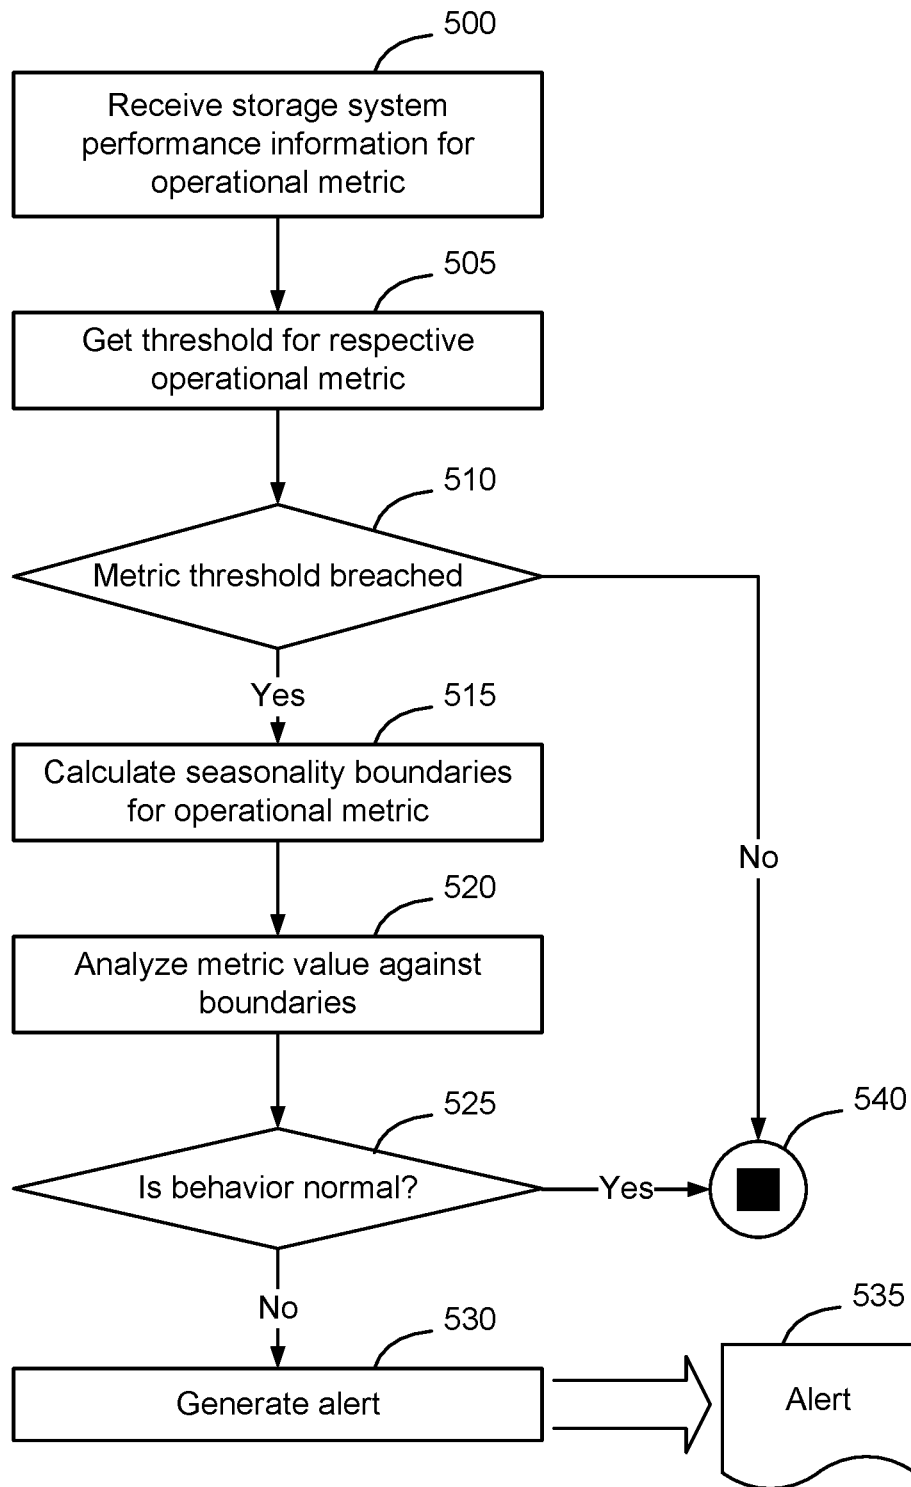 500
Receive storage system
performance information for
operational metric
505
Get threshold for respective
operational metric
510
Metric threshold breached
Yes
515
Calculate seasonality boundaries
for operational metric
No
520
Analyze metric value against
boundaries
525
540
Is behavior normal?
Yes
No
530
535
Generate alert
Alert